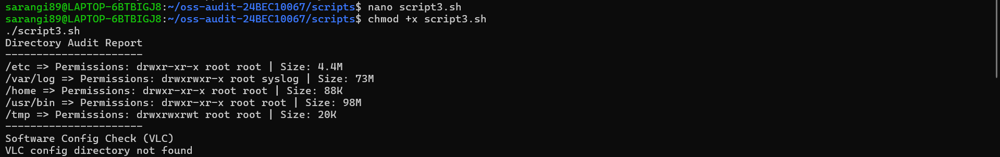 sarangi89@LAPTOP-6BTBIGJ8:~/oss-audit-24BEC10067/scripts$ nano script3.sh
sarangi89@LAPTOP-6BTBIGJ8:~/oss-audit-24BEC10067/scripts$ chmod +x script3.sh
./script3.sh
Directory Audit Report
----------------------
/etc => Permissions: drwxr-xr-x root root | Size: 4.4M
/var/log => Permissions: drwxrwxr-x root syslog | Size: 73M
/home => Permissions: drwxr-xr-x root root | Size: 88K
/usr/bin => Permissions: drwxr-xr-x root root | Size: 98M
/tmp => Permissions: drwxrwxrwt root root | Size: 20K
----------------------
Software Config Check (VLC)
VLC config directory not found